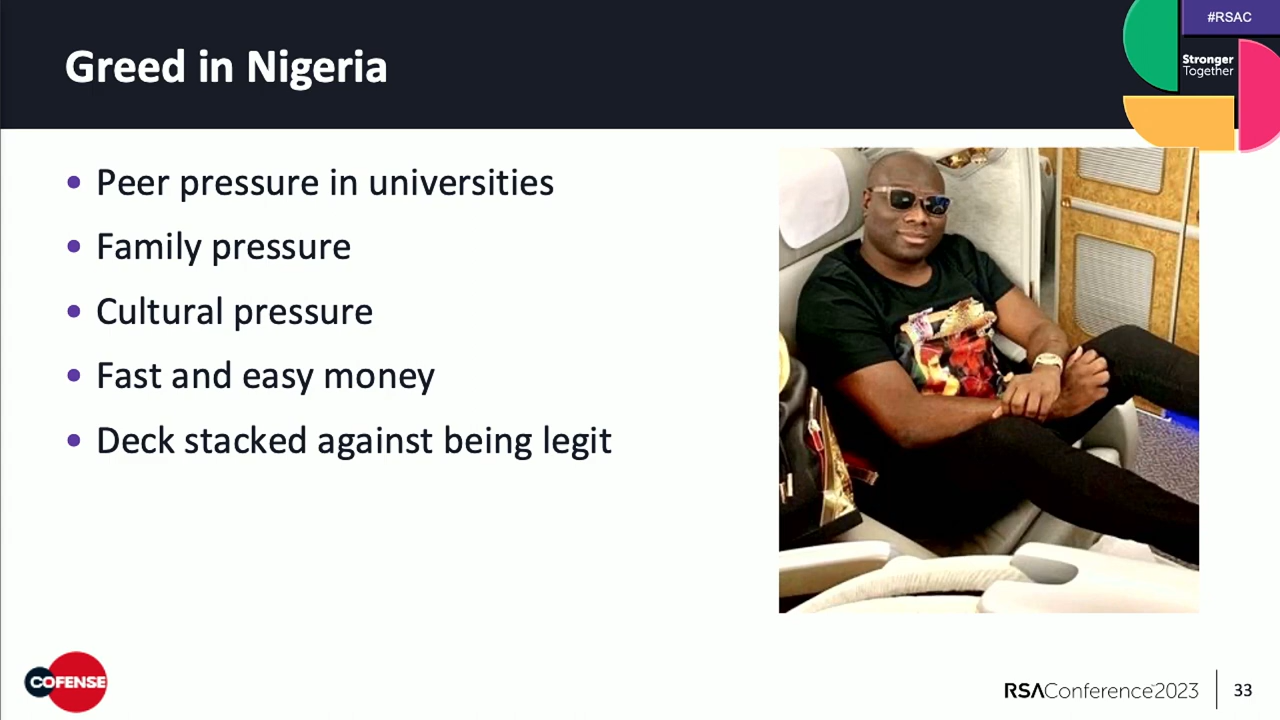 Greed in Nigeria
#RSAC
Stronger
Together
• Peer pressure in universities
• Family pressure
• Cultural pressure
• Fast and easy money
• Deck stacked against being legit
COFENSE
RSAConference™2023
33